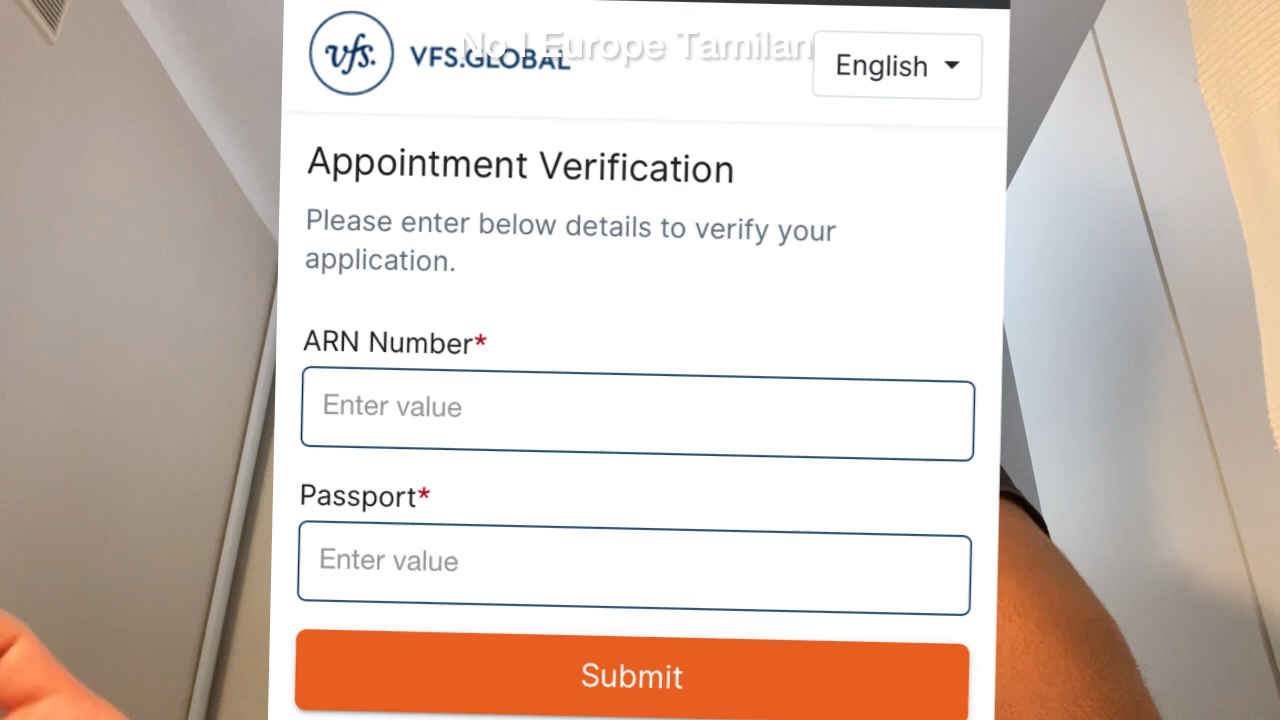 vfs.
VFS.GLOBAL
No.1 Europe Tamilan
English
Appointment Verification
Please enter below details to verify your
application.
ARN Number*
Enter value
Passport*
Enter value
Submit